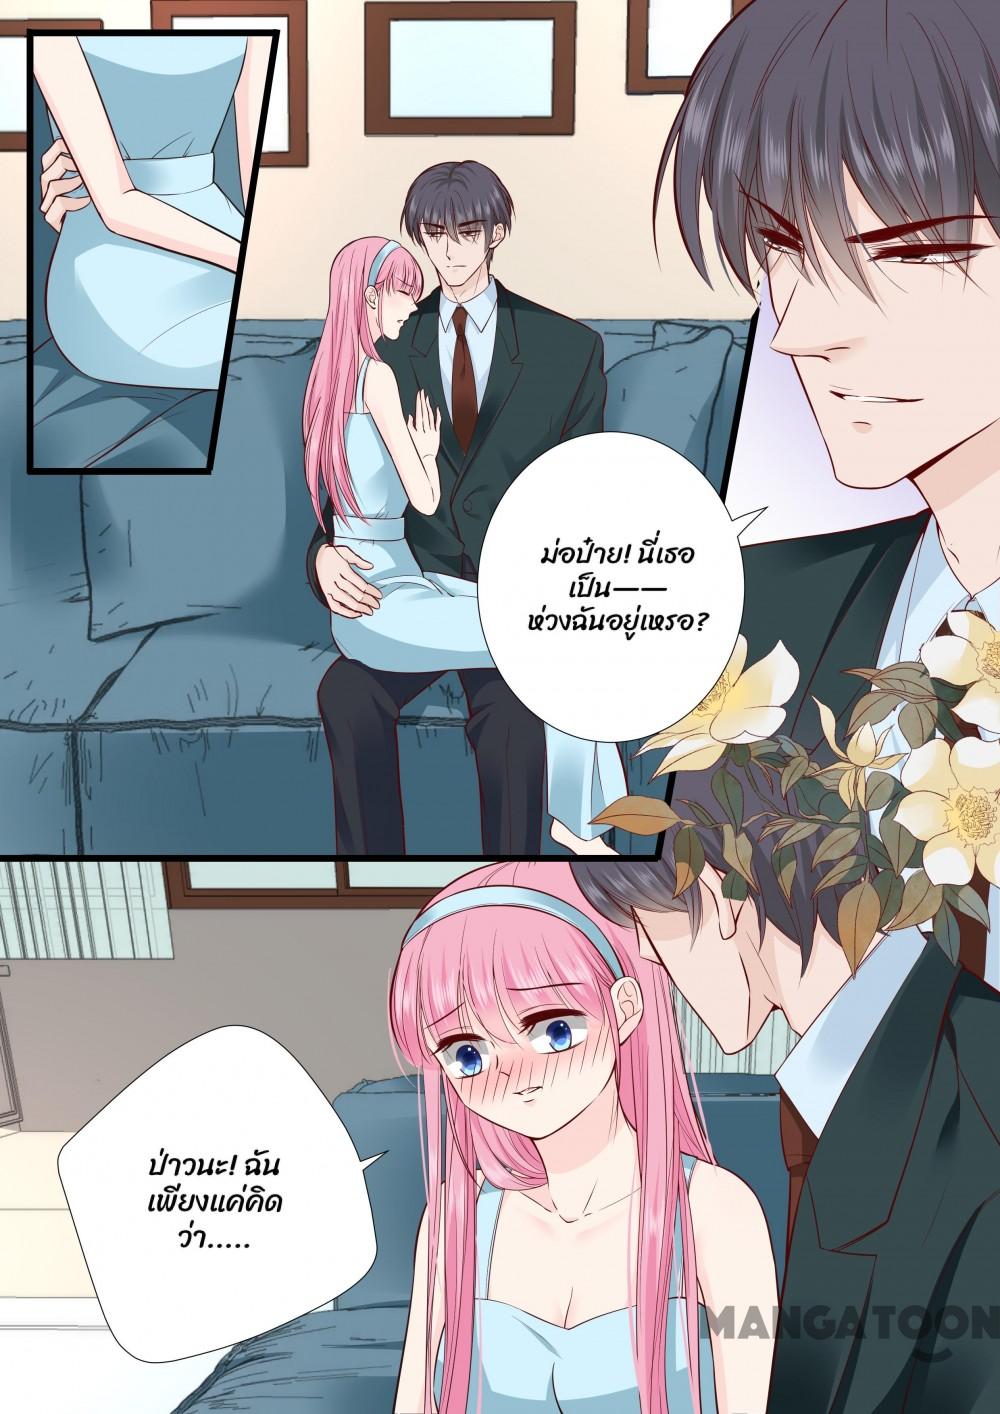 ม่อป๋าย! นี่เธอ
เป็น——
ห่วงฉันอยู่เหรอ?
ป่าวนะ! ฉัน
เพียงแค่คิด
ว่า.....
MANGATOON